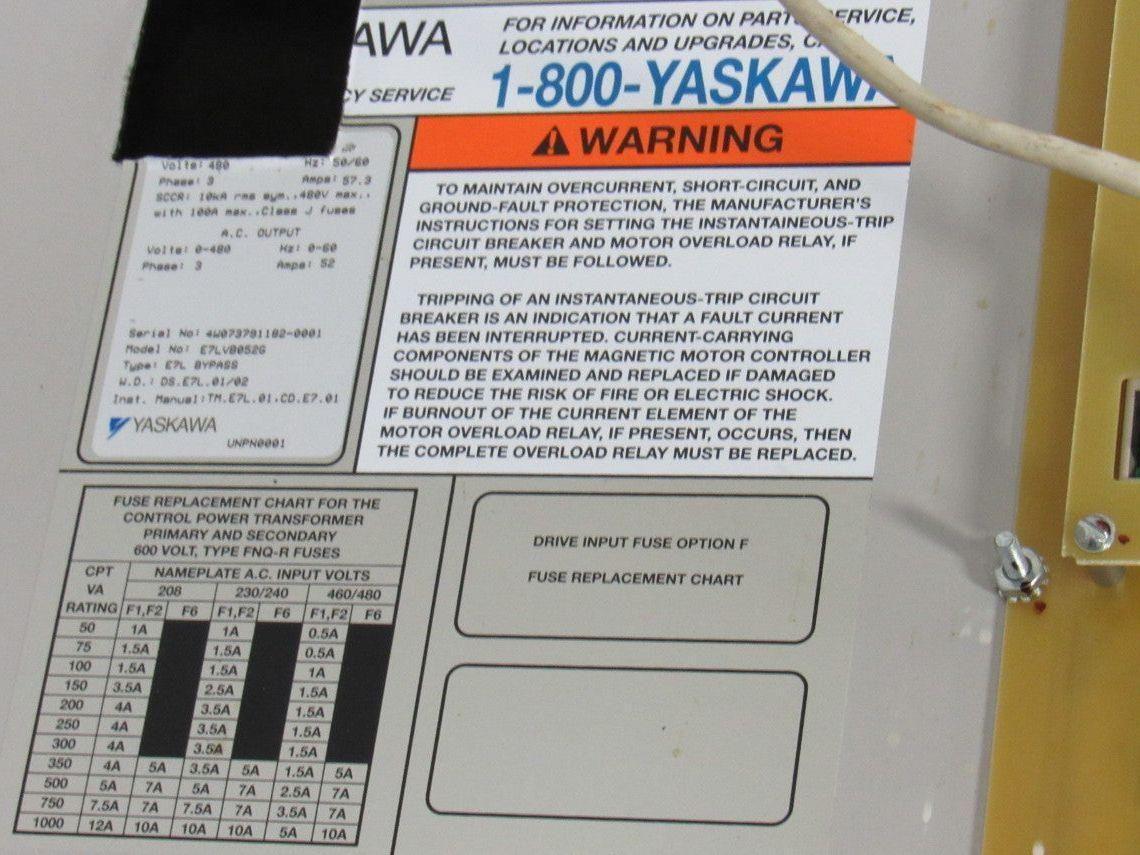 AWA
CY SERVICE
FOR INFORMATION ON PARTS, SERVICE,
LOCATIONS AND UPGRADES,
1-800-YASKAWA
WARNING
Volts: 480 Hz: 50/60
Phase: 3 Amps: 57.3
SCCR: 10kA rms sym.,480V max.,
with 100A max.,Class J fuses
A.C. OUTPUT
Volts: 0-480 Hz: 0-60
Phase: 3 Amps: 52
Serial No: 4W073791182-0001
Model No: E7LVB052G
Type: E7L BYPASS
W.D.: DS.E7L.01/02
Inst. Manual:TM.E7L.01,CD.E7.01
YASKAWA
UNPN0001
TO MAINTAIN OVERCURRENT, SHORT-CIRCUIT, AND
GROUND-FAULT PROTECTION, THE MANUFACTURER'S
INSTRUCTIONS FOR SETTING THE INSTANTAINEOUS-TRIP
CIRCUIT BREAKER AND MOTOR OVERLOAD RELAY, IF
PRESENT, MUST BE FOLLOWED.
TRIPPING OF AN INSTANTANEOUS-TRIP CIRCUIT
BREAKER IS AN INDICATION THAT A FAULT CURRENT
HAS BEEN INTERRUPTED. CURRENT-CARRYING
COMPONENTS OF THE MAGNETIC MOTOR CONTROLLER
SHOULD BE EXAMINED AND REPLACED IF DAMAGED
TO REDUCE THE RISK OF FIRE OR ELECTRIC SHOCK.
IF BURNOUT OF THE CURRENT ELEMENT OF THE
MOTOR OVERLOAD RELAY, IF PRESENT, OCCURS, THEN
THE COMPLETE OVERLOAD RELAY MUST BE REPLACED.
FUSE REPLACEMENT CHART FOR THE
CONTROL POWER TRANSFORMER
PRIMARY AND SECONDARY
600 VOLT, TYPE FNQ-R FUSES
CPT VA RATING NAMEPLATE A.C. INPUT VOLTS
208 230/240 460/480
F1,F2 F6 F1,F2 F6 F1,F2 F6
50 1A 1A 0.5A
75 1.5A 1.5A 0.5A
100 1.5A 1.5A 1A
150 3.5A 2.5A 1.5A
200 4A 3.5A 1.5A
250 4A 3.5A 1.5A
300 4A 3.5A 1.5A
350 4A 5A 3.5A 5A 1.5A 5A
500 5A 7A 5A 7A 2.5A 7A
750 7.5A 7A 7.5A 7A 3.5A 7A
1000 12A 10A 10A 10A 5A 10A
DRIVE INPUT FUSE OPTION F
FUSE REPLACEMENT CHART